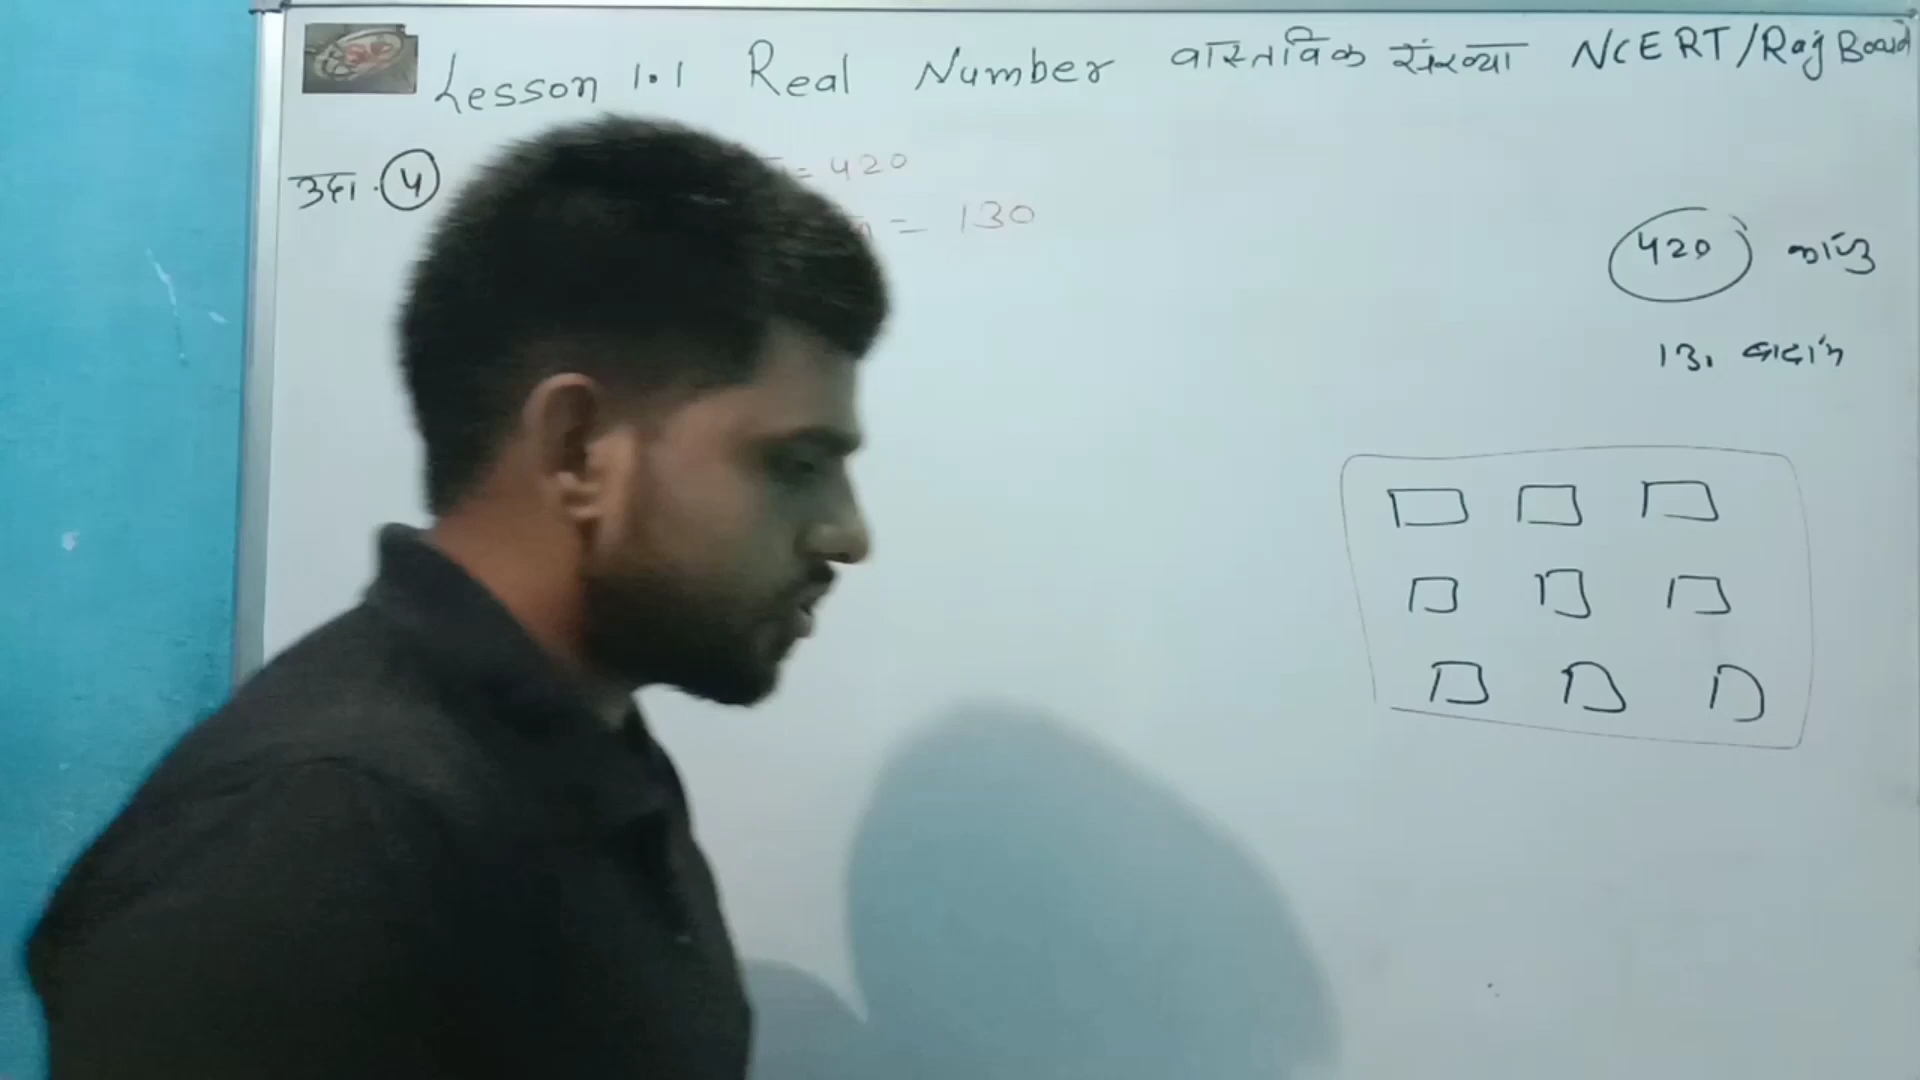 Lesson 1.1 Real Number वास्तविक संख्या NCERT/Raj Board
उदा. 4
= 420
= 130
420 काजू
130 बादाम